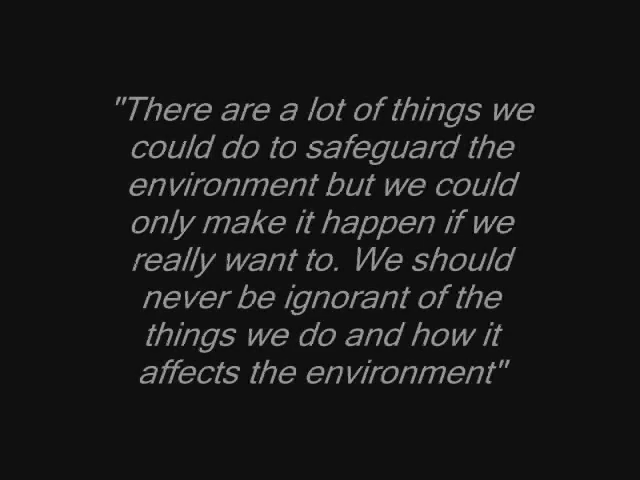 "There are a lot of things we
could do to safeguard the
environment but we could
only make it happen if we
really want to. We should
never be ignorant of the
things we do and how it
affects the environment"